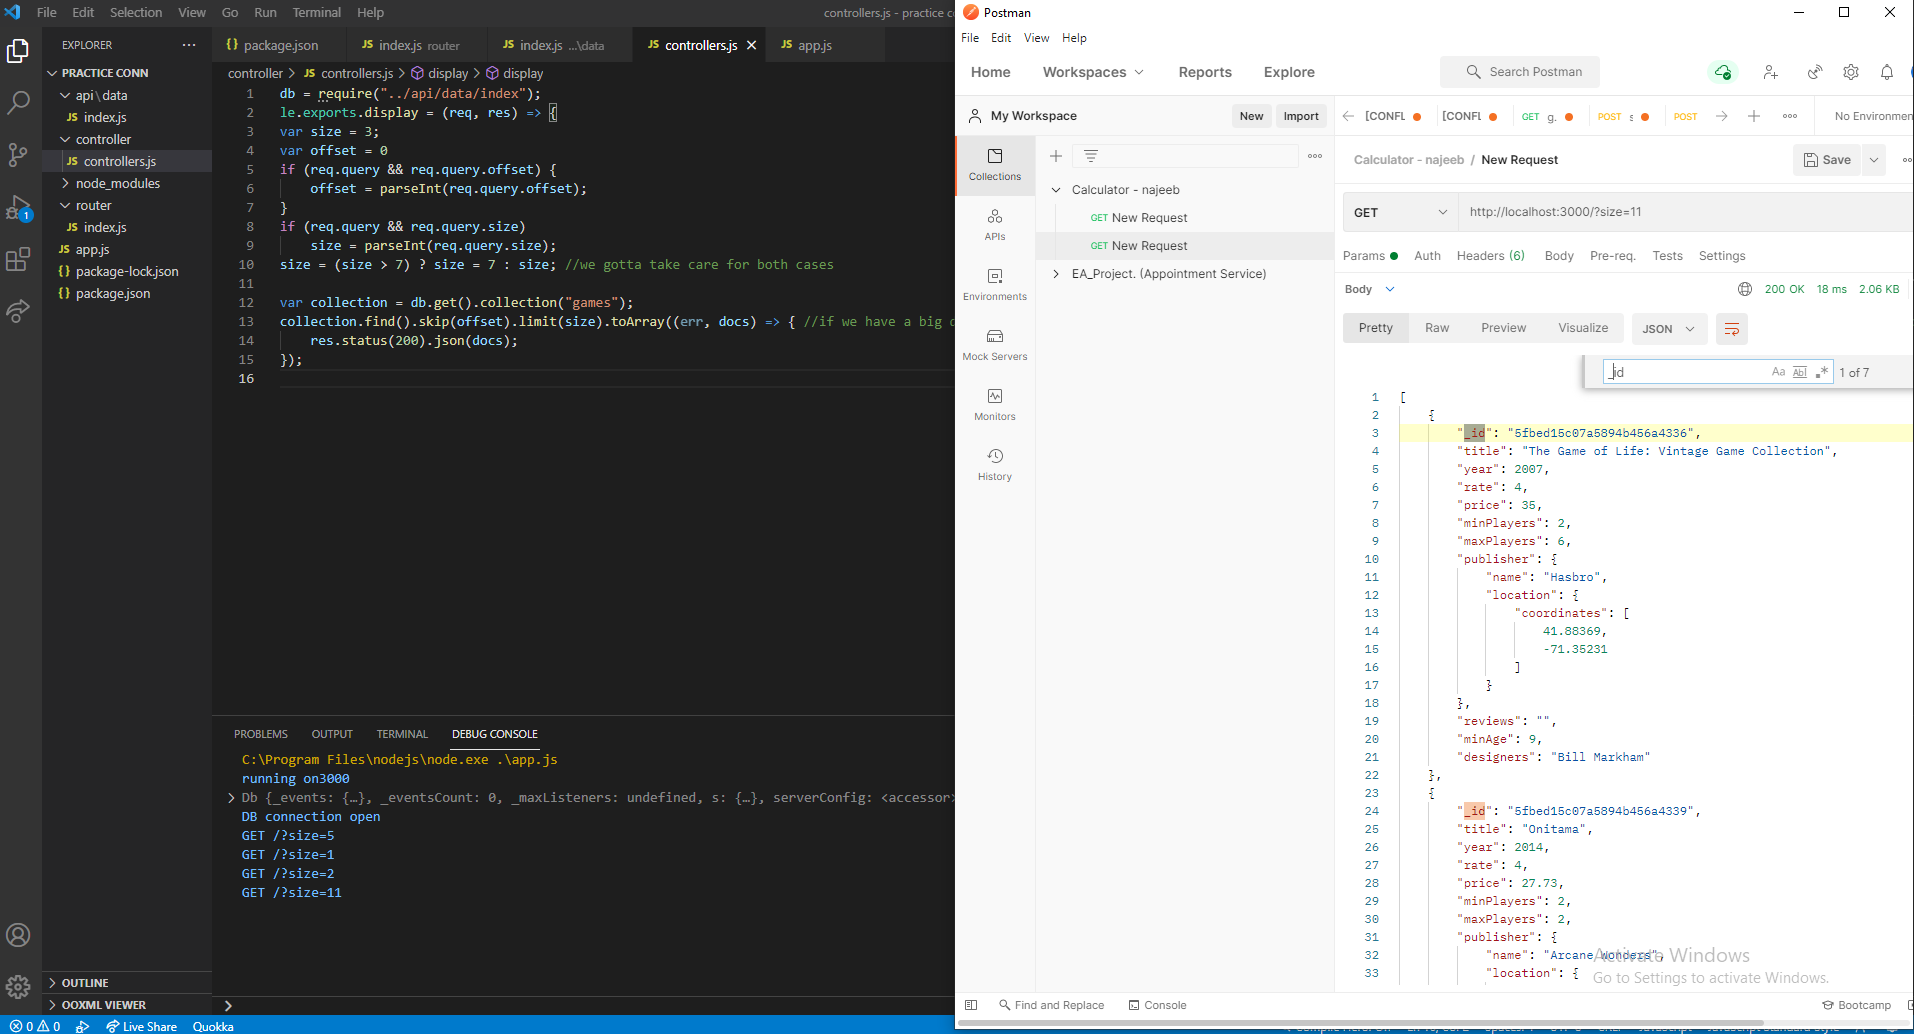 File Edit Selection View Go Run Terminal Help
controllers.js - practice
EXPLORER
PRACTICE CONN
api\data
index.js
controller
controllers.js
node_modules
router
index.js
app.js
package-lock.json
package.json
OUTLINE
OOXML VIEWER
1
package.json
index.js router
index.js ...\data
controllers.js
app.js
controller > controllers.js > display > display
1 db = require("../api/data/index");
2 le.exports.display = (req, res) => {
3 var size = 3;
4 var offset = 0
5 if (req.query && req.query.offset) {
6 offset = parseInt(req.query.offset);
7 }
8 if (req.query && req.query.size)
9 size = parseInt(req.query.size);
10 size = (size > 7) ? size = 7 : size; //we gotta take care for both cases
11
12 var collection = db.get().collection("games");
13 collection.find().skip(offset).limit(size).toArray((err, docs) => { //if we have a big
14 res.status(200).json(docs);
15 });
16
PROBLEMS OUTPUT TERMINAL DEBUG CONSOLE
C:\Program Files\nodejs\node.exe .\app.js
running on3000
Db {_events: {…}, _eventsCount: 0, _maxListeners: undefined, s: {…}, serverConfig: <accessor>
DB connection open
GET /?size=5
GET /?size=1
GET /?size=2
GET /?size=11
0 0 Live Share Quokka
Postman
File Edit View Help
Home Workspaces Reports Explore
Search Postman
My Workspace New Import
Collections
APIs
Environments
Mock Servers
Monitors
History
Calculator - najeeb
GET New Request
GET New Request
EA_Project. (Appointment Service)
[CONFL [CONFL GET g. POST s POST No Environmen
Calculator - najeeb / New Request
Save
GET http://localhost:3000/?size=11
Params Auth Headers (6) Body Pre-req. Tests Settings
Body 200 OK 18 ms 2.06 KB
Pretty Raw Preview Visualize JSON
_id Aa Abl .* 1 of 7
1 [
2 {
3 "_id": "5fbed15c07a5894b456a4336",
4 "title": "The Game of Life: Vintage Game Collection",
5 "year": 2007,
6 "rate": 4,
7 "price": 35,
8 "minPlayers": 2,
9 "maxPlayers": 6,
10 "publisher": {
11 "name": "Hasbro",
12 "location": {
13 "coordinates": [
14 41.88369,
15 -71.35231
16 ]
17 }
18 },
19 "reviews": "",
20 "minAge": 9,
21 "designers": "Bill Markham"
22 },
23 {
24 "_id": "5fbed15c07a5894b456a4339",
25 "title": "Onitama",
26 "year": 2014,
27 "rate": 4,
28 "price": 27.73,
29 "minPlayers": 2,
30 "maxPlayers": 2,
31 "publisher": {
32 "name": "Arcane Wonders",
33 "location": {
Activate Windows
Go to Settings to activate Windows.
Find and Replace Console Bootcamp